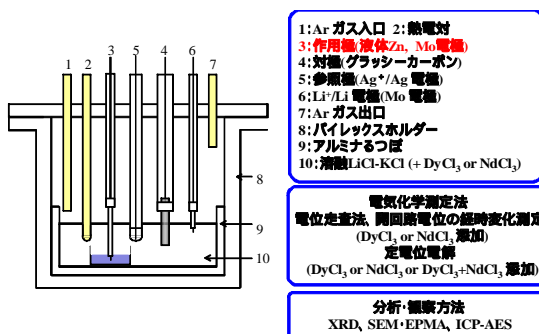 1 2 3 5 4 6 7
8
9
10
1:Ar ガス入口 2:熱電対
3:作用極(液体Zn, Mo電極)
4:対極(グラッシーカーボン)
5:参照極(Ag⁺/Ag 電極)
6:Li⁺/Li 電極(Mo 電極)
7:Ar ガス出口
8:パイレックスホルダー
9:アルミナるつぼ
10:溶融LiCl-KCl (+ DyCl₃ or NdCl₃)
電気化学測定法
電位走査法、開回路電位の経時変化測定
(DyCl₃ or NdCl₃ 添加)
定電位電解
(DyCl₃ or NdCl₃ or DyCl₃+NdCl₃ 添加)
分析・観察方法
XRD、SEM・EPMA、ICP-AES